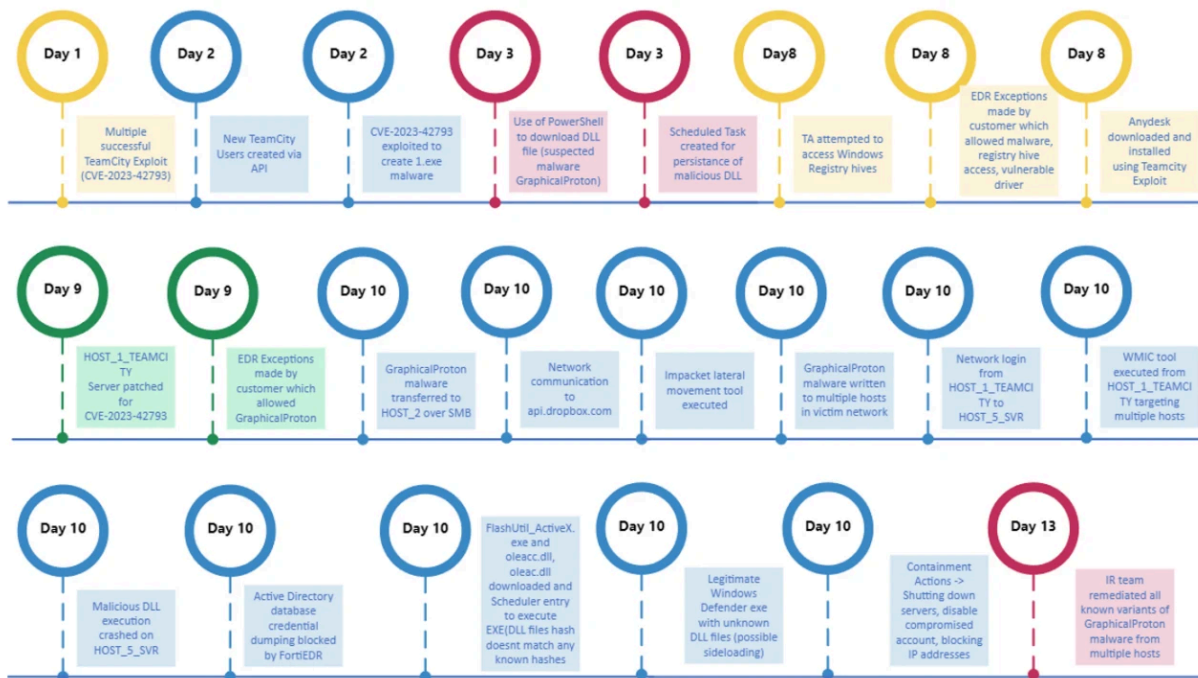 Day 1
Multiple
successful
TeamCity Exploit
(CVE-2023-42793)
Day 2
New TeamCity
Users created via
API
Day 2
CVE-2023-42793
exploited to
create 1.exe
malware
Day 3
Use of PowerShell
to download DLL
file (suspected
malware
GraphicalProton)
Day 3
Scheduled Task
created for
persistance of
malicious DLL
Day8
TA attempted to
access Windows
Registry hives
Day 8
EDR Exceptions
made by
customer which
allowed malware,
registry hive
access, vulnerable
driver
Day8
Anydesk
downloaded and
installed
using Teamcity
Exploit
Day 9
HOST_1_TEAMCI
TY
Server patched
for
CVE-2023-42793
Day 9
EDR Exceptions
made by
customer which
allowed
GraphicalProton
Day 10
GraphicalProton
malware
transferred to
HOST_2 over SMB
Day 10
Network
communication to
api.dropbox.com
Day 10
Impacket lateral
movement tool
executed
Day 10
GraphicalProton
malware written
to multiple hosts
in victim network
Day 10
Network login
from
HOST_1_TEAMCI
TY to
HOST_5_SVR
Day 10
WMIC tool
executed from
HOST_1_TEAMCI
TY targeting
multiple hosts
Day 10
Malicious DLL
execution
crashed on
HOST_5_SVR
Day 10
Active Directory
database
credential
dumping blocked
by FortiEDR
Day 10
FlashUtil_ActiveX.
exe and
oleacc.dll,
oleac.dll
downloaded and
Scheduler entry
to execute
EXE(DLL files hash
doesnt match any
known hashes
Day 10
Legitimate
Windows
Defender exe
with unknown
DLL files (possible
sideloading)
Day 10
Containment
Actions ->
Shutting down
servers, disable
compromised
account, blocking
IP addresses
Day 13
IR team
remediated all
known variants of
GraphicalProton
malware from
multiple hosts